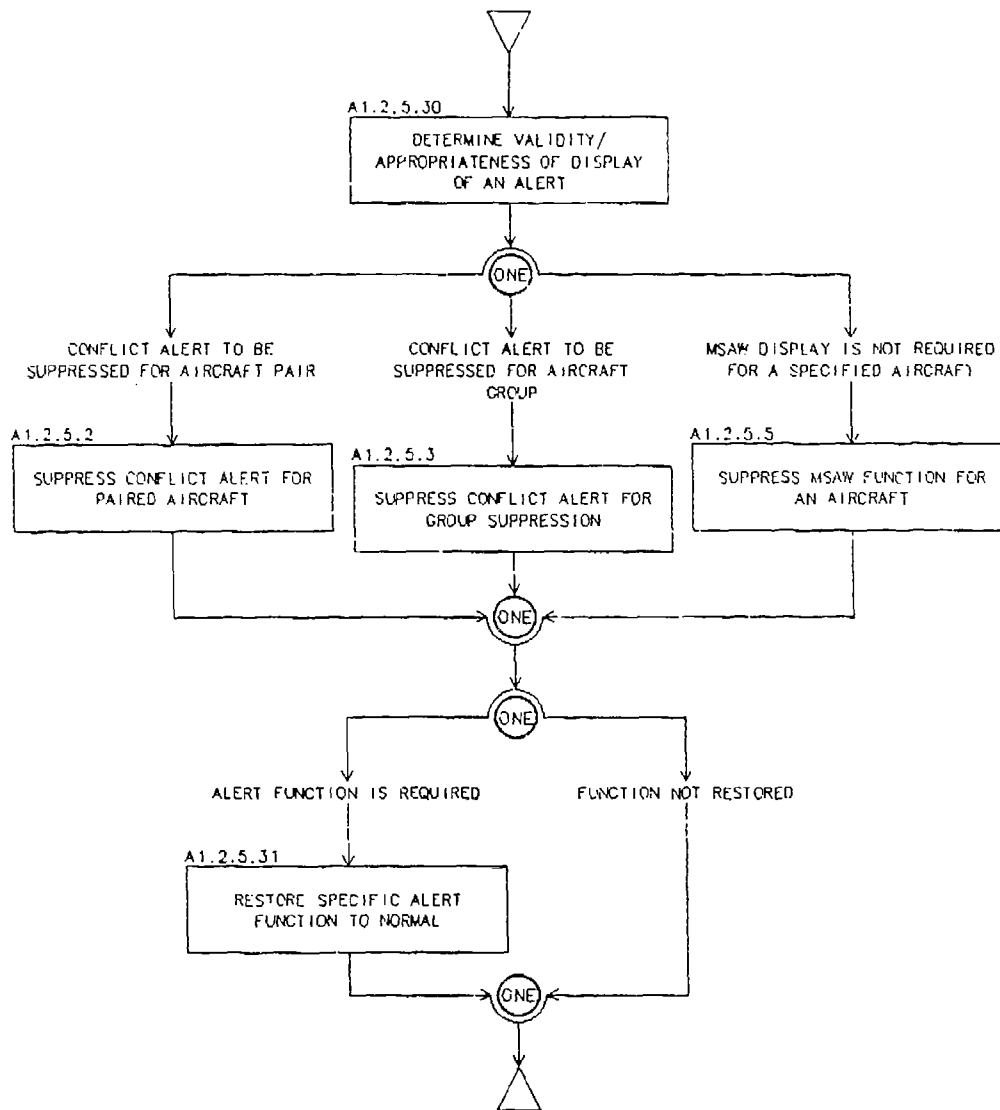 A1.2.5.30
DETERMINE VALIDITY/
APPROPRIATENESS OF DISPLAY
OF AN ALERT
ONE
CONFLICT ALERT TO BE
SUPPRESSED FOR AIRCRAFT PAIR
CONFLICT ALERT TO BE
SUPPRESSED FOR AIRCRAFT
GROUP
MSAW DISPLAY IS NOT REQUIRED
FOR A SPECIFIED AIRCRAFT
A1.2.5.2
SUPPRESS CONFLICT ALERT FOR
PAIRED AIRCRAFT
A1.2.5.3
SUPPRESS CONFLICT ALERT FOR
GROUP SUPPRESSION
A1.2.5.5
SUPPRESS MSAW FUNCTION FOR
AN AIRCRAFT
ONE
ONE
ALERT FUNCTION IS REQUIRED
FUNCTION NOT RESTORED
A1.2.5.31
RESTORE SPECIFIC ALERT
FUNCTION TO NORMAL
ONE